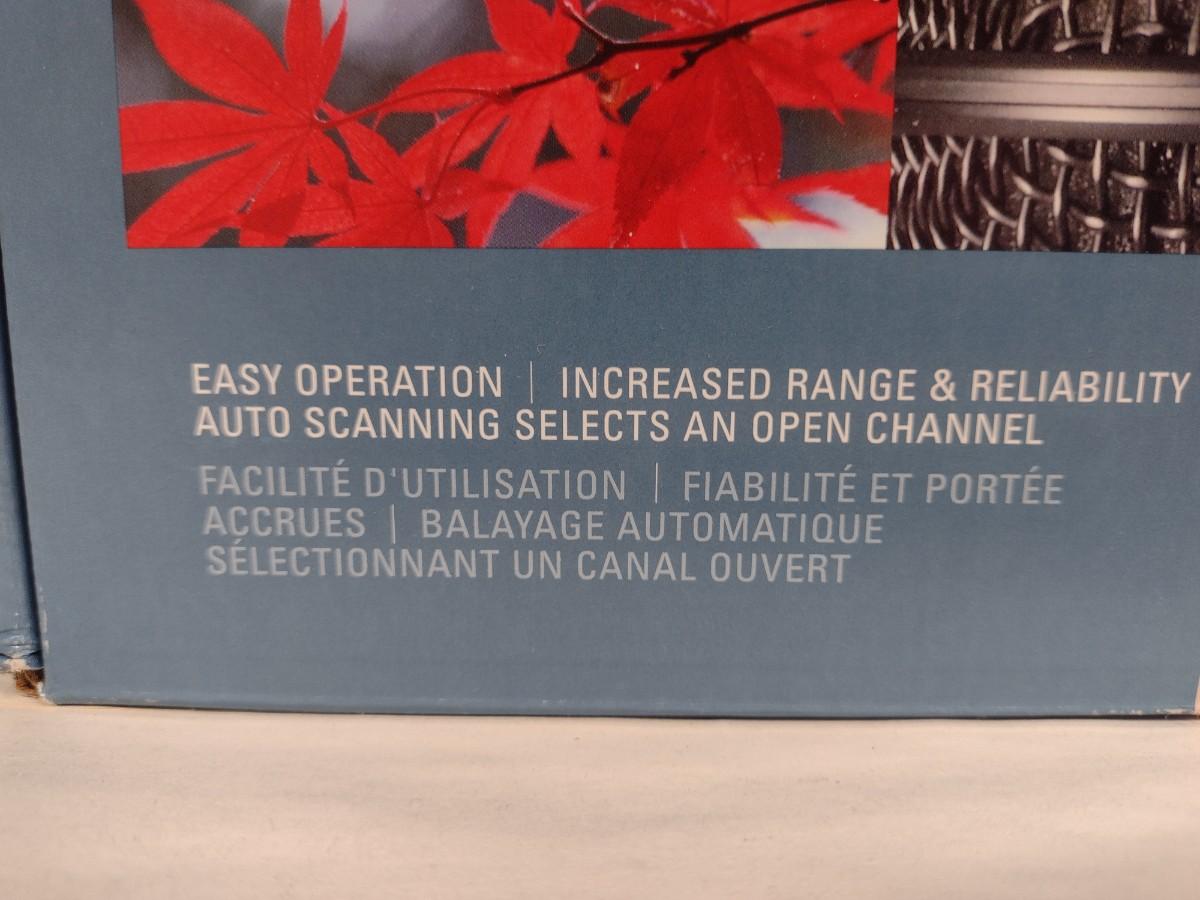 EASY OPERATION | INCREASED RANGE & RELIABILITY
AUTO SCANNING SELECTS AN OPEN CHANNEL
FACILITÉ D'UTILISATION | FIABILITÉ ET PORTÉE
ACCRUES | BALAYAGE AUTOMATIQUE
SÉLECTIONNANT UN CANAL OUVERT